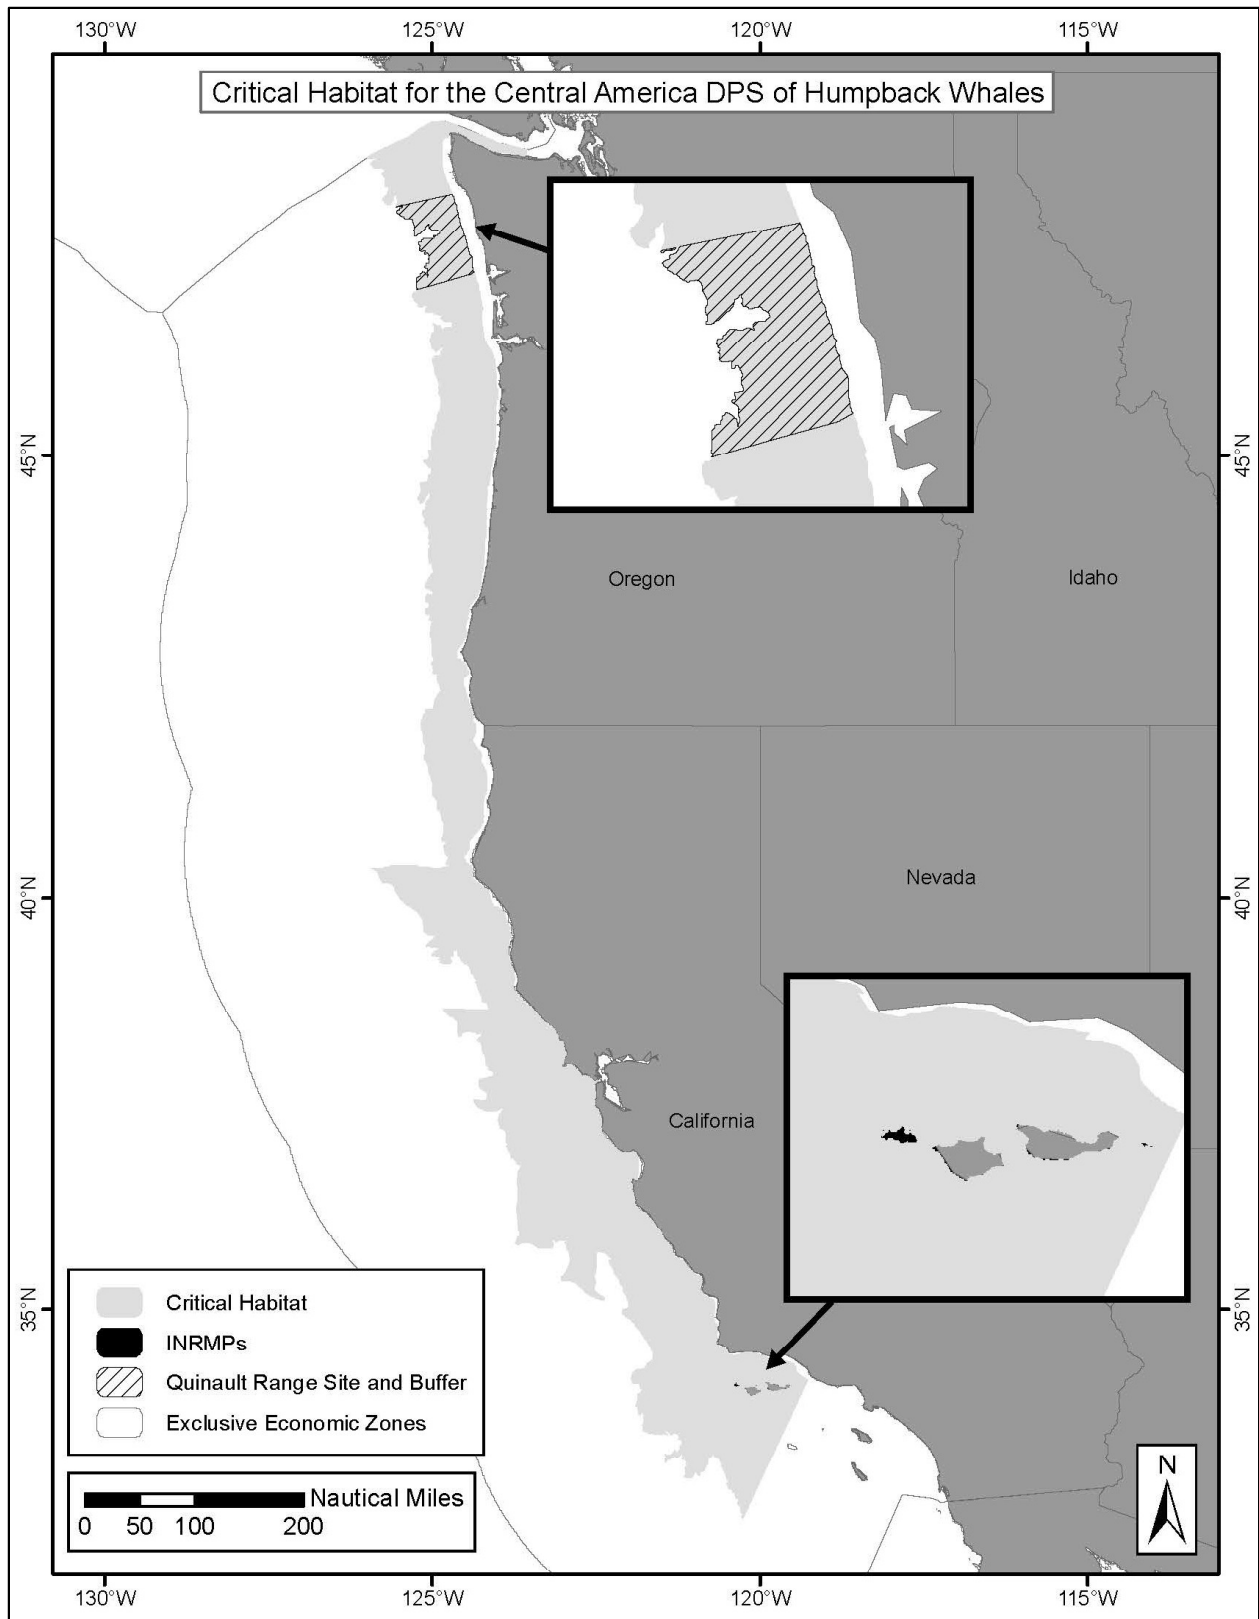 130°W 125°W 120°W 115°W
Critical Habitat for the Central America DPS of Humpback Whales
45°N 45°N
Oregon Idaho
Nevada
40°N 40°N
California
35°N 35°N
Critical Habitat
INRMPs
Quinault Range Site and Buffer
Exclusive Economic Zones
Nautical Miles
0 50 100 200
N
130°W 125°W 120°W 115°W